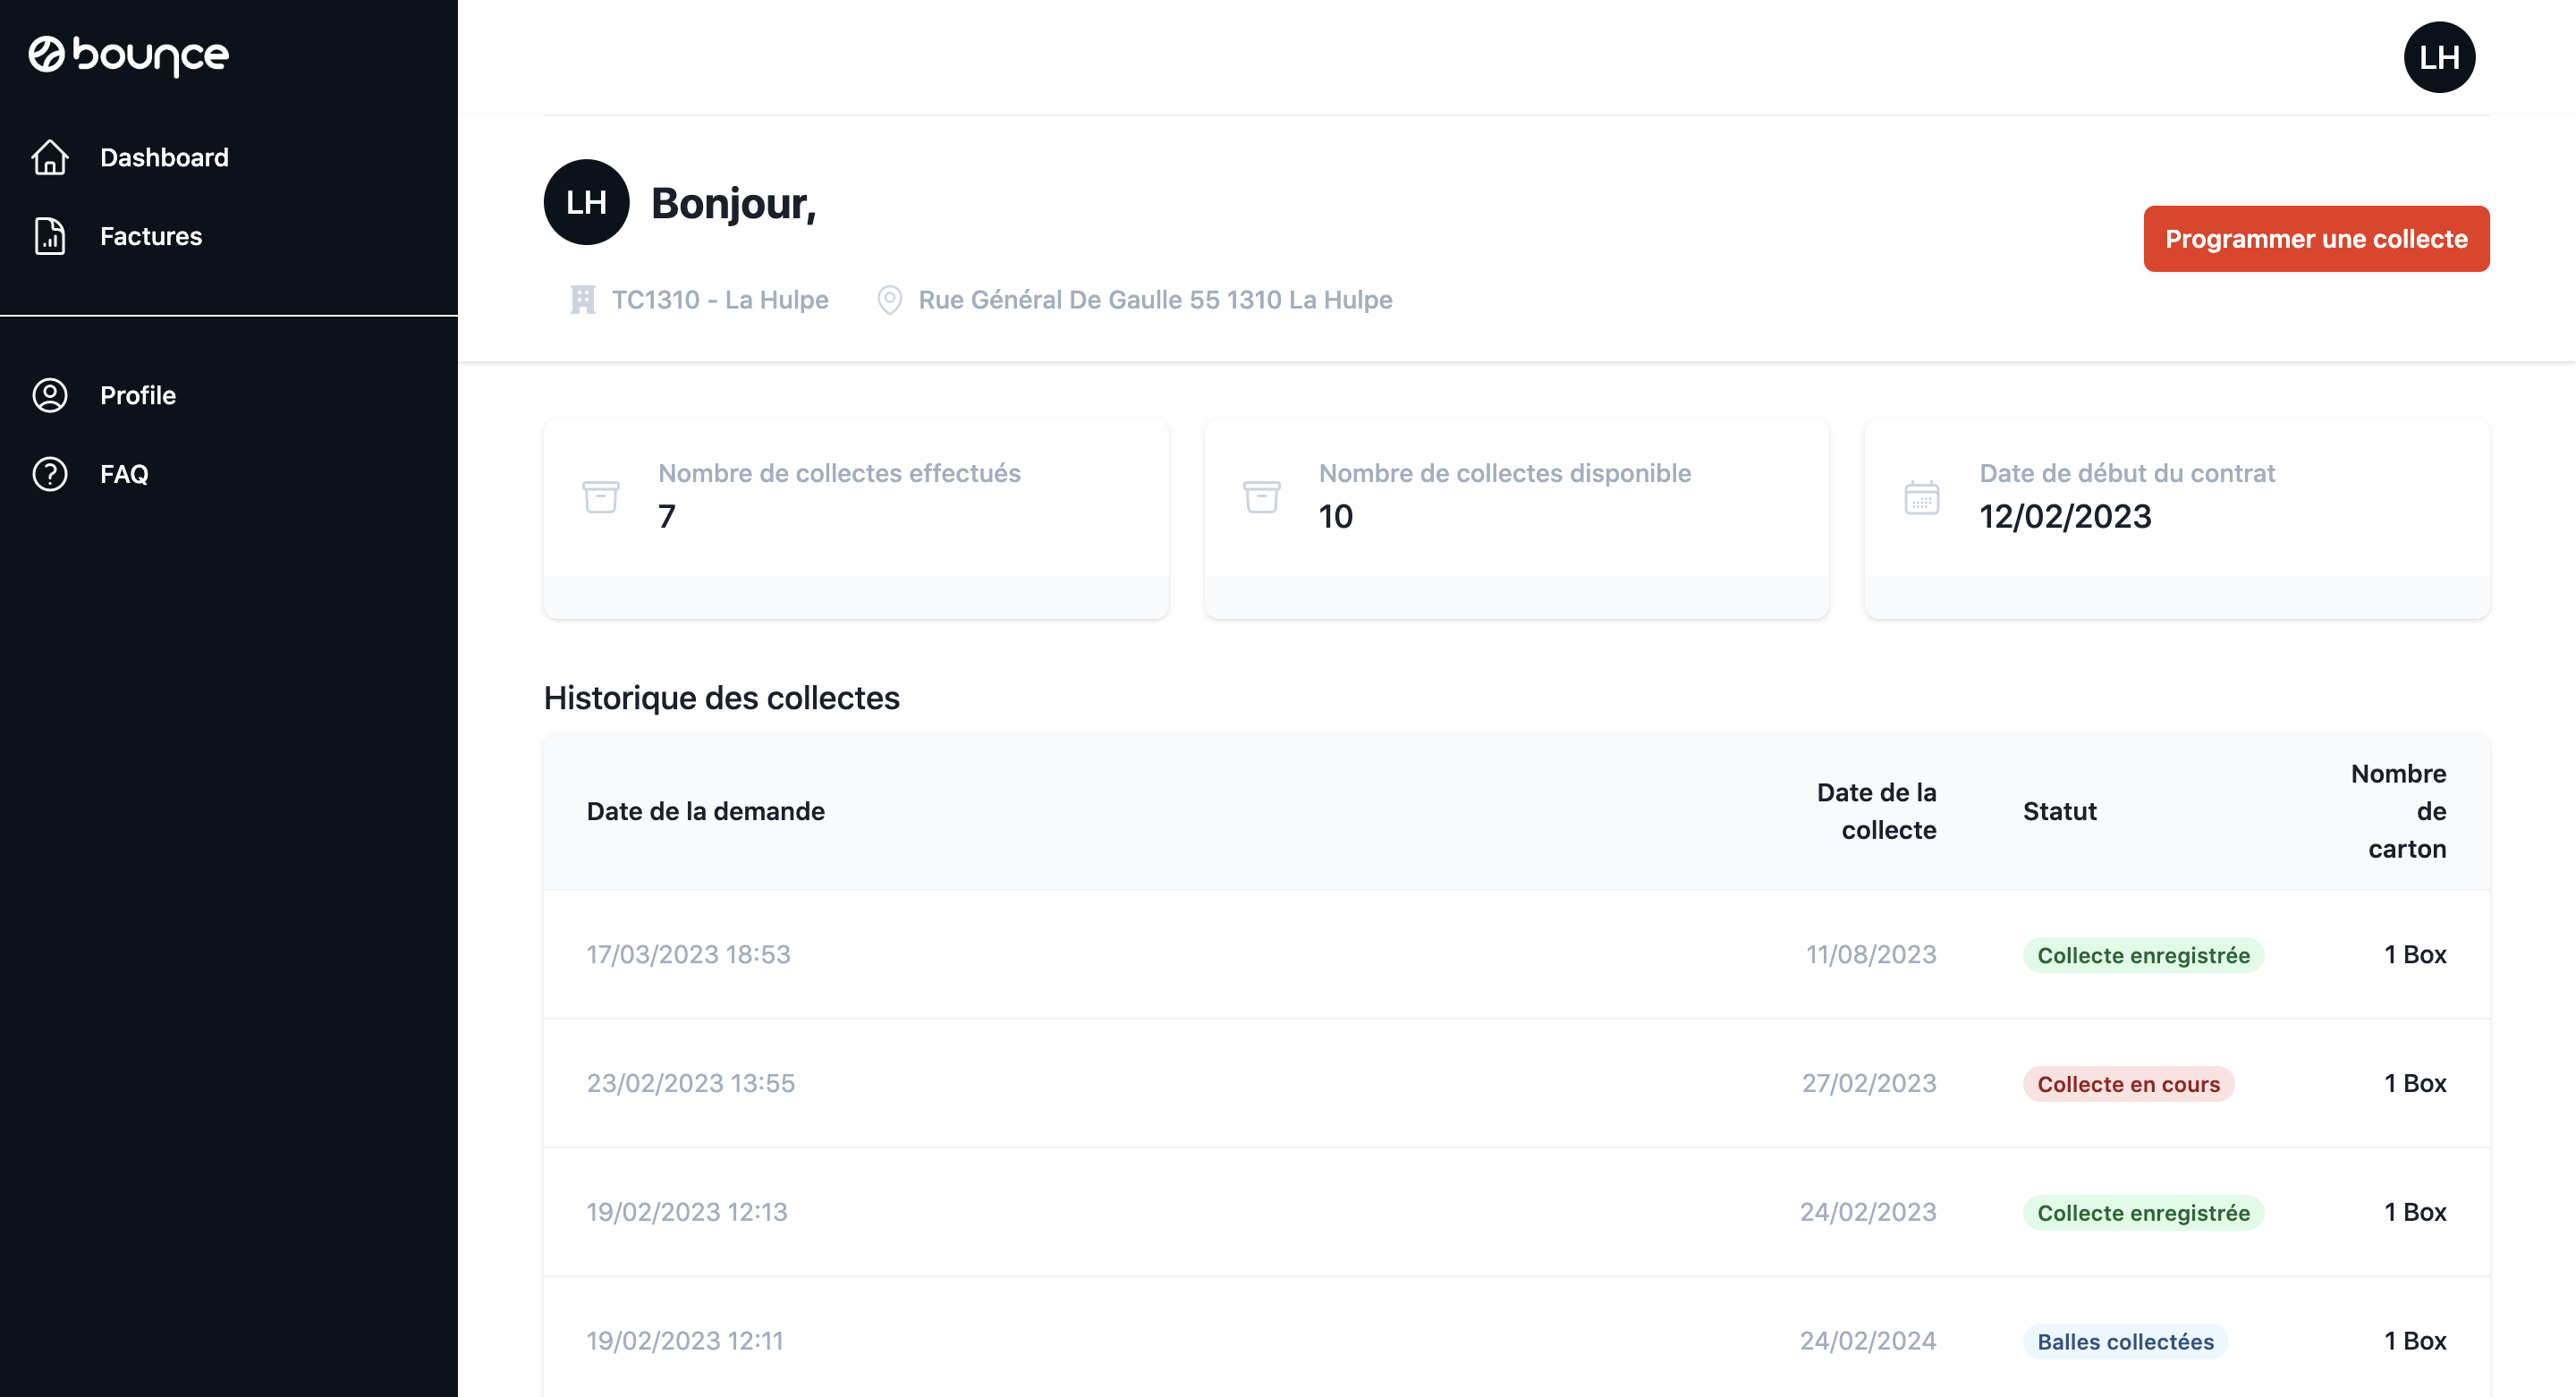 bounce
LH
Dashboard
Factures
Profile
FAQ
LH
Bonjour,
Programmer une collecte
TC1310 - La Hulpe
Rue Général De Gaulle 55 1310 La Hulpe
Nombre de collectes effectués
7
Nombre de collectes disponible
10
Date de début du contrat
12/02/2023
Historique des collectes
Date de la demande
Date de la
collecte
Statut
Nombre
de
carton
17/03/2023 18:53
11/08/2023
Collecte enregistrée
1 Box
23/02/2023 13:55
27/02/2023
Collecte en cours
1 Box
19/02/2023 12:13
24/02/2023
Collecte enregistrée
1 Box
19/02/2023 12:11
24/02/2024
Balles collectées
1 Box